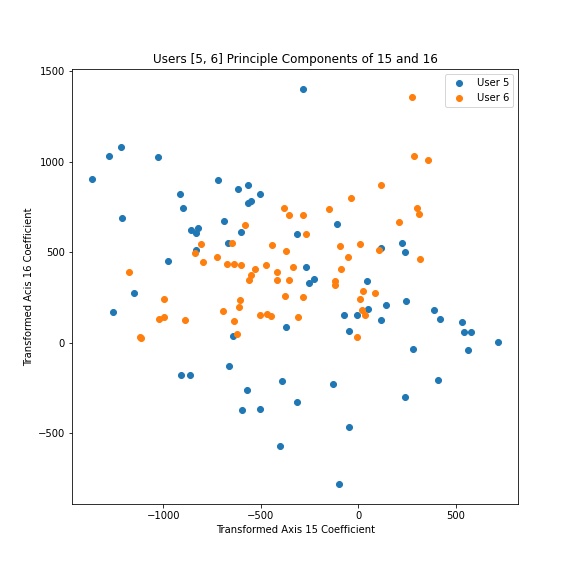 Users [5, 6] Principle Components of 15 and 16
User 5
User 6
1500
1000
500
0
−500
Transformed Acis 16 Coefficient
−1000
−500
0
500
Transformed Axis 15 Coefficient